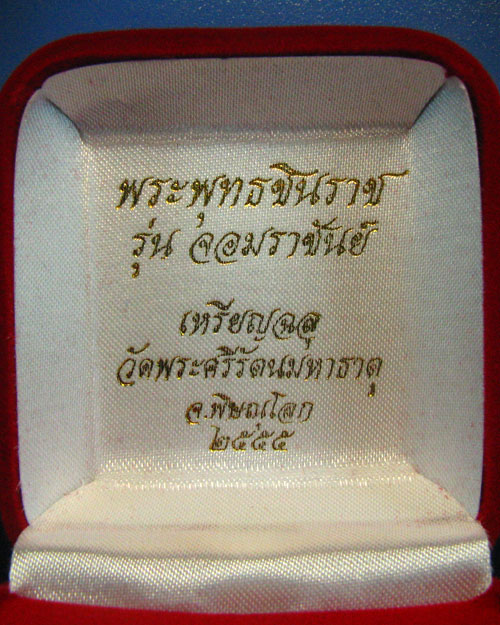 พระพุทธชินราช
รุ่น จอมราชันย์
เหรียญฉลุ
วัดพระศรีรัตนมหาธาตุ
จ.พิษณุโลก
๒๕๕๕